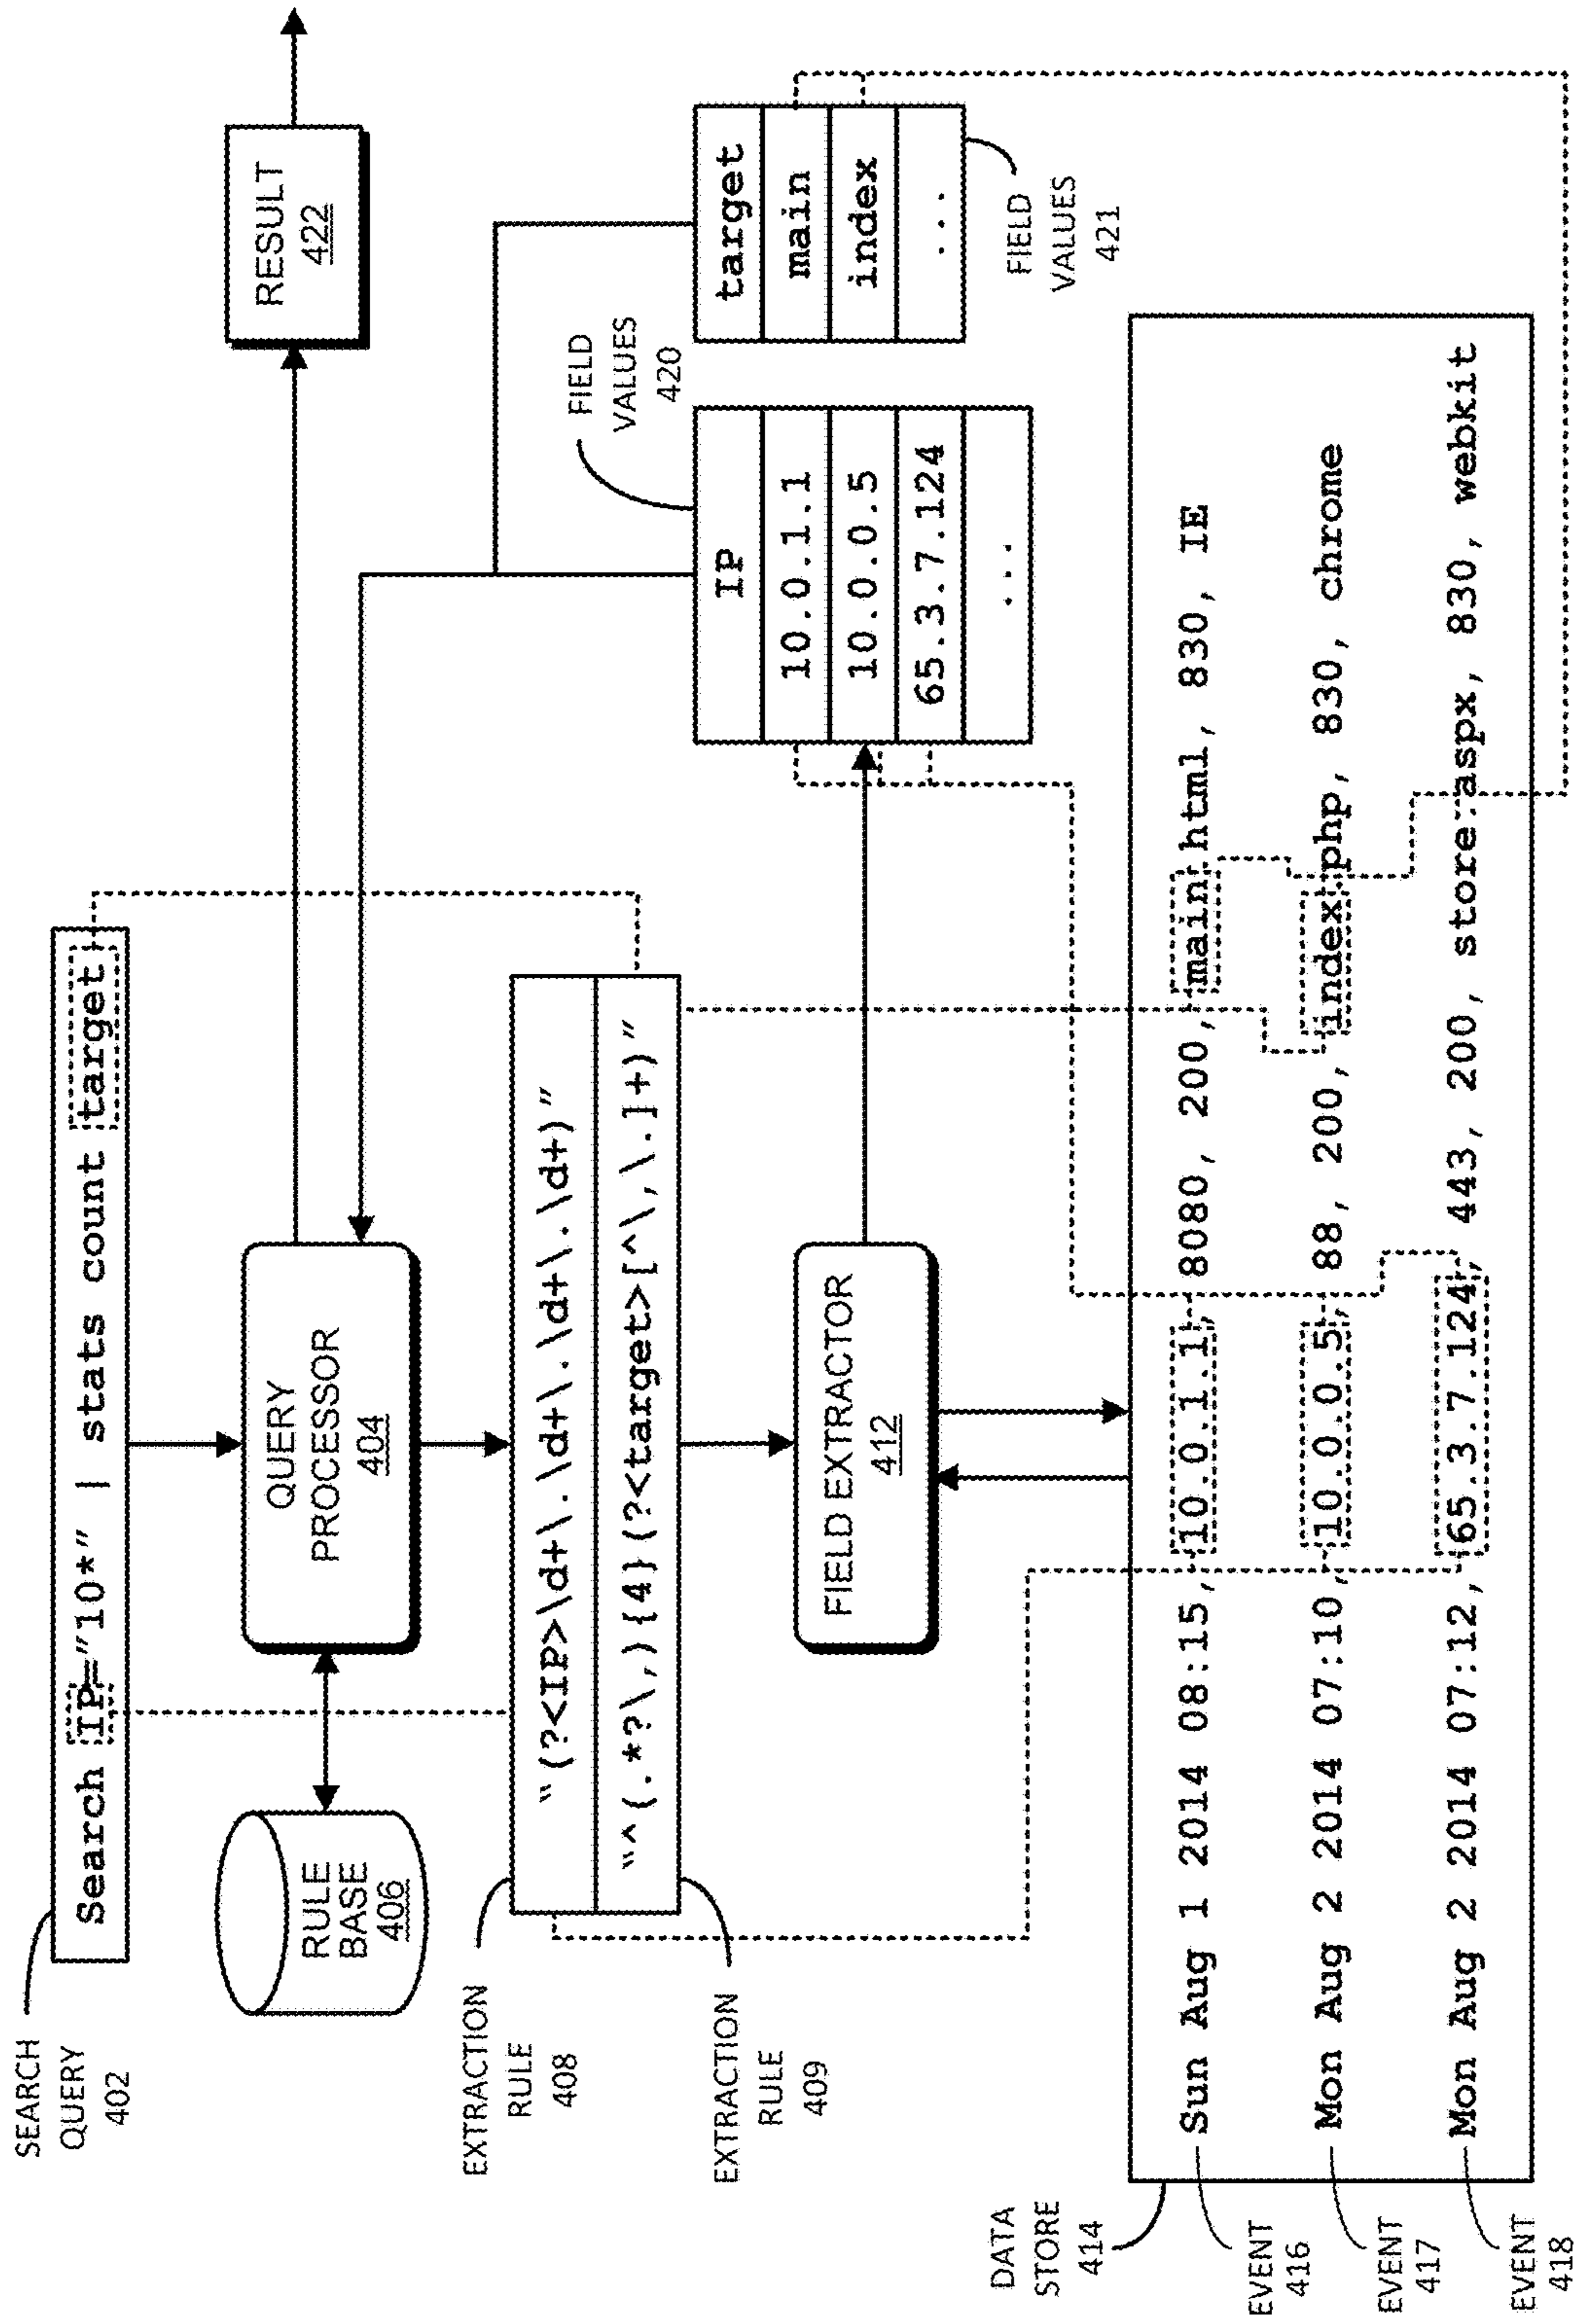 SEARCH
QUERY
402
Search IP="10*" | stats count target
RULE
BASE
406
QUERY
PROCESSOR
404
RESULT
422
EXTRACTION
RULE
408
"(?<IP>\d+\.\d+\.\d+\.\d+)"
"^(.*?\,){4}(?<target>[^\,\.]+)"
EXTRACTION
RULE
409
FIELD
VALUES
420
IP
10.0.1.1
10.0.0.5
65.3.7.124
...
target
main
index
...
FIELD
VALUES
421
FIELD EXTRACTOR
412
DATA
STORE
414
Sun Aug 1 2014 08:15, 10.0.1.1, 8080, 200, main.html, 830, IE
EVENT
416
Mon Aug 2 2014 07:10, 10.0.0.5, 88, 200, index.php, 830, chrome
EVENT
417
Mon Aug 2 2014 07:12, 65.3.7.124, 443, 200, store.aspx, 830, webkit
EVENT
418